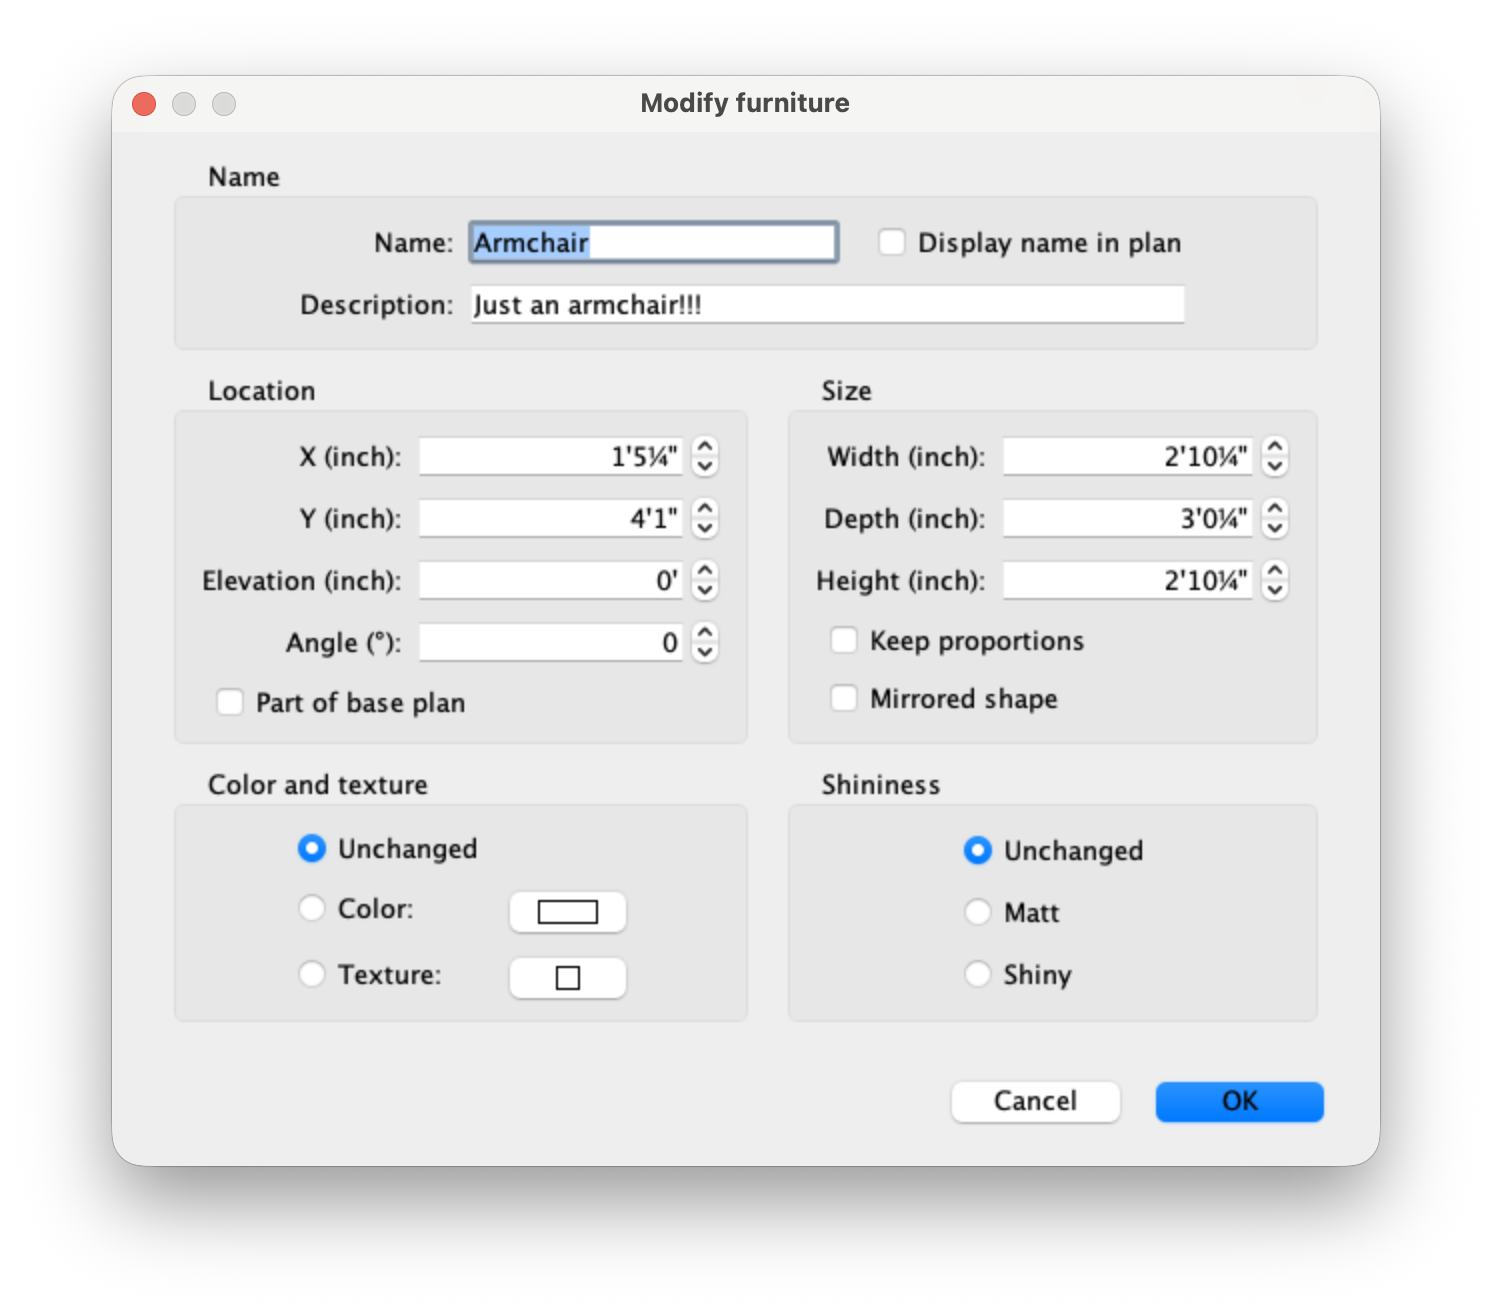 Modify furniture
Name
Name: Armchair Display name in plan
Description: Just an armchair!!!
Location
X (inch): 1'5¼"
Y (inch): 4'1"
Elevation (inch): 0'
Angle (°): 0
Part of base plan
Size
Width (inch): 2'10¼"
Depth (inch): 3'0¼"
Height (inch): 2'10¼"
Keep proportions
Mirrored shape
Color and texture
Unchanged
Color:
Texture:
Shininess
Unchanged
Matt
Shiny
Cancel OK